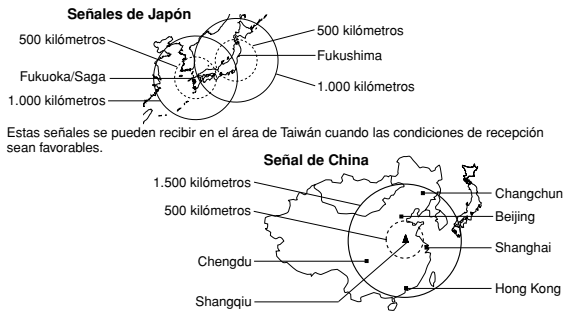 Señales de Japón
500 kilómetros
Fukuoka/Saga
1.000 kilómetros
500 kilómetros
Fukushima
1.000 kilómetros
Estas señales se pueden recibir en el área de Taiwán cuando las condiciones de recepción
sean favorables.
Señal de China
1.500 kilómetros
500 kilómetros
Chengdu
Shangqiu
Changchun
Beijing
Shanghai
Hong Kong